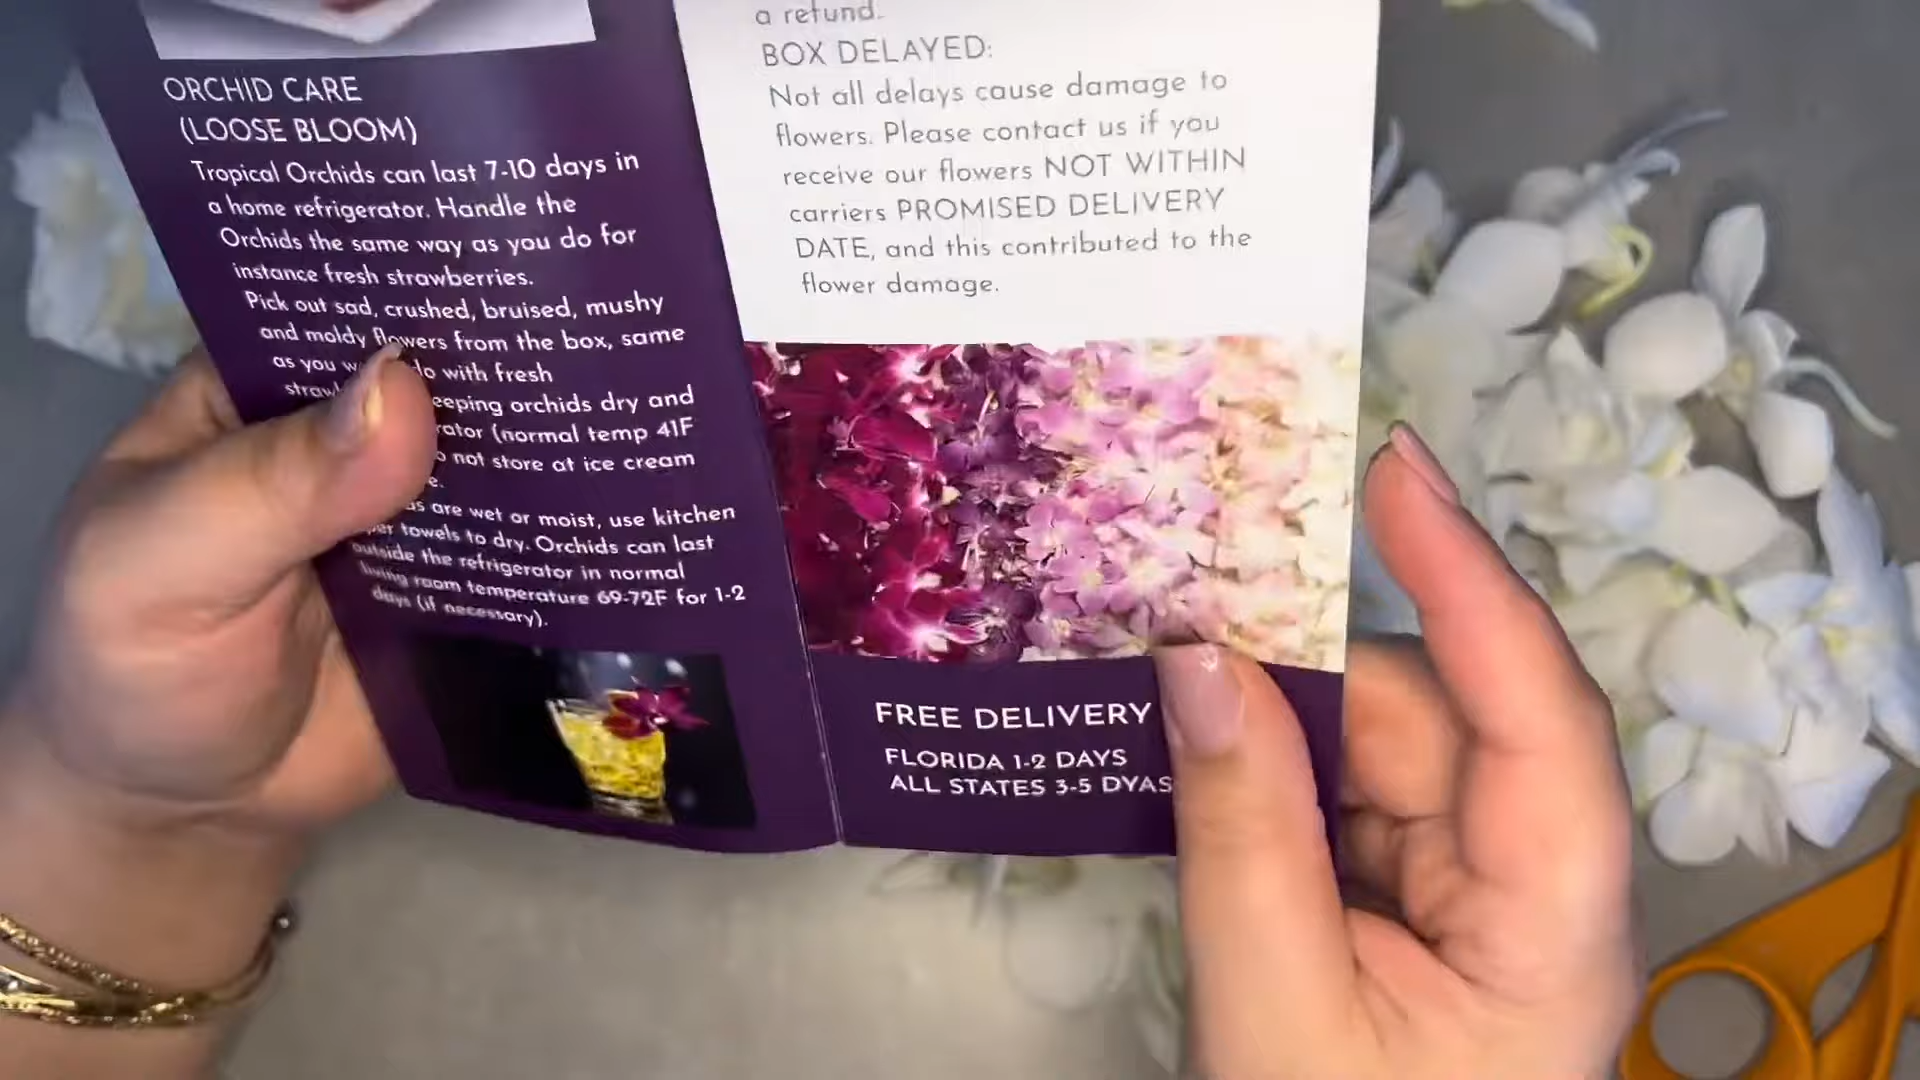 ORCHID CARE
(LOOSE BLOOM)
Tropical Orchids can last 7-10 days in
a home refrigerator. Handle the
Orchids the same way as you do for
instance fresh strawberries.
Pick out sad, crushed, bruised, mushy
and moldy flowers from the box, same
as you do with fresh
orchids dry and
(normal temp 41F
not store at ice cream
are wet or moist, use kitchen
towels to dry. Orchids can last
outside the refrigerator in normal
living room temperature 69-72F for 1-2
days (if necessary).
a refund.
BOX DELAYED:
Not all delays cause damage to
flowers. Please contact us if you
receive our flowers NOT WITHIN
carriers PROMISED DELIVERY
DATE, and this contributed to the
flower damage.
FREE DELIVERY
FLORIDA 1-2 DAYS
ALL STATES 3-5 DYAS